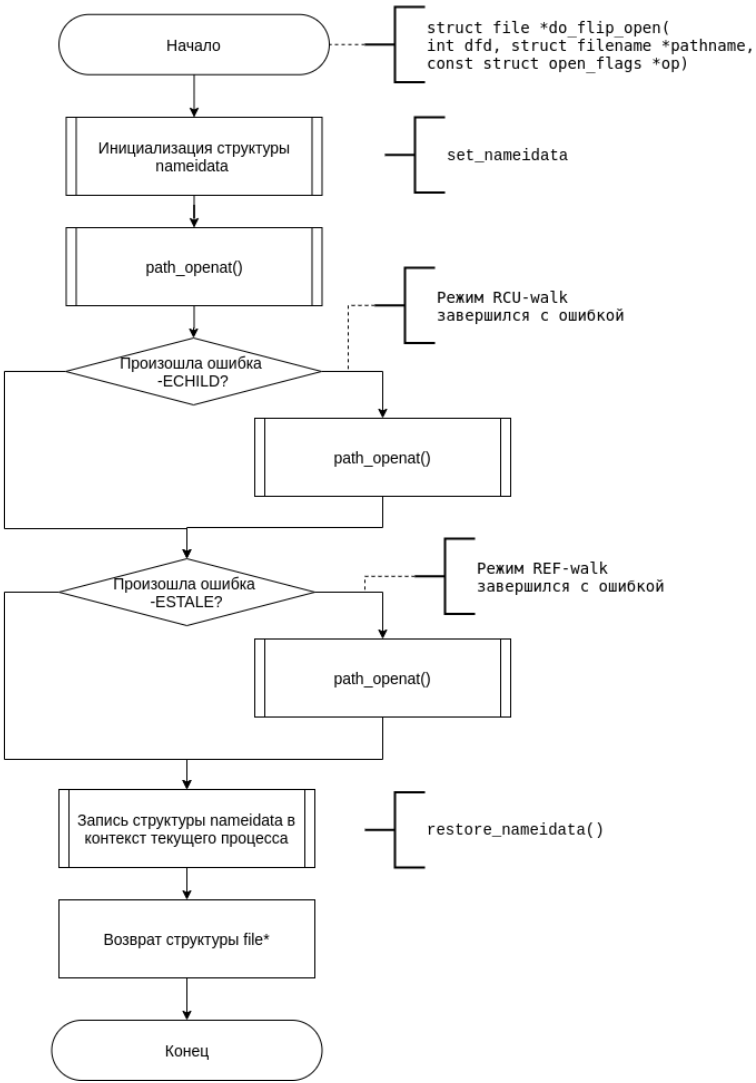 Начало
struct file *do_flip_open(
int dfd, struct filename *pathname,
const struct open_flags *op)
Инициализация структуры
nameidata
set_nameidata
path_openat()
Режим RCU-walk
завершился с ошибкой
Произошла ошибка
-ECHILD?
path_openat()
Режим REF-walk
завершился с ошибкой
Произошла ошибка
-ESTALE?
path_openat()
Запись структуры nameidata в
контекст текущего процесса
restore_nameidata()
Возврат структуры file*
Конец